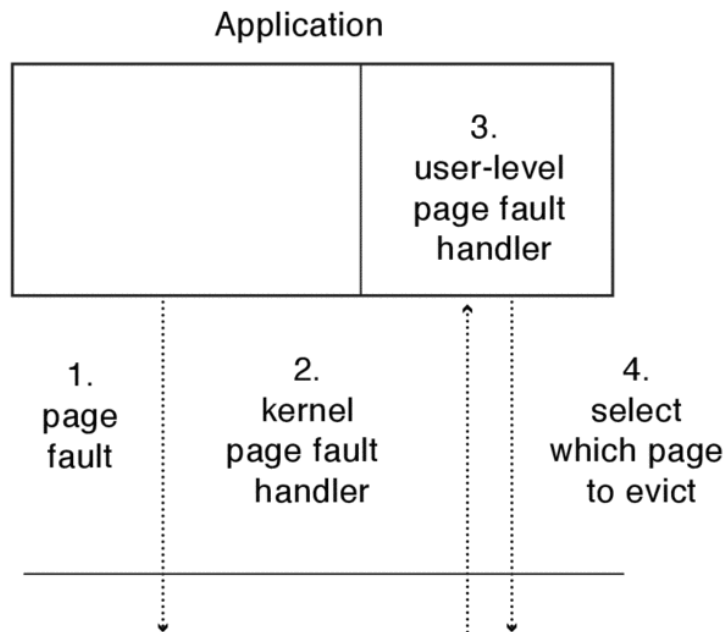 Application
3.
user-level
page fault
handler
1.
page
fault
2.
kernel
page fault
handler
4.
select
which page
to evict